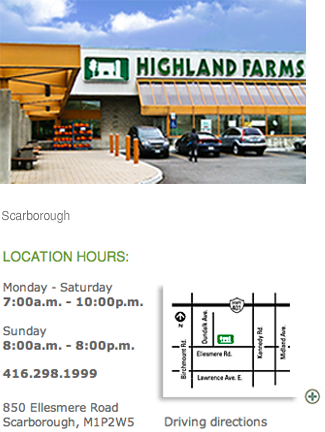 HIGHLAND FARMS
Scarborough
LOCATION HOURS:
Monday - Saturday
7:00a.m. - 10:00p.m.
Sunday
8:00a.m. - 8:00p.m.
416.298.1999
850 Ellesmere Road
Scarborough, M1P2W5
HWY
401
N
Birchmount Rd.
Dundalk Ave.
Kennedy Rd.
Midland Ave.
Ellesmere Rd.
Lawrence Ave. E.
Driving directions